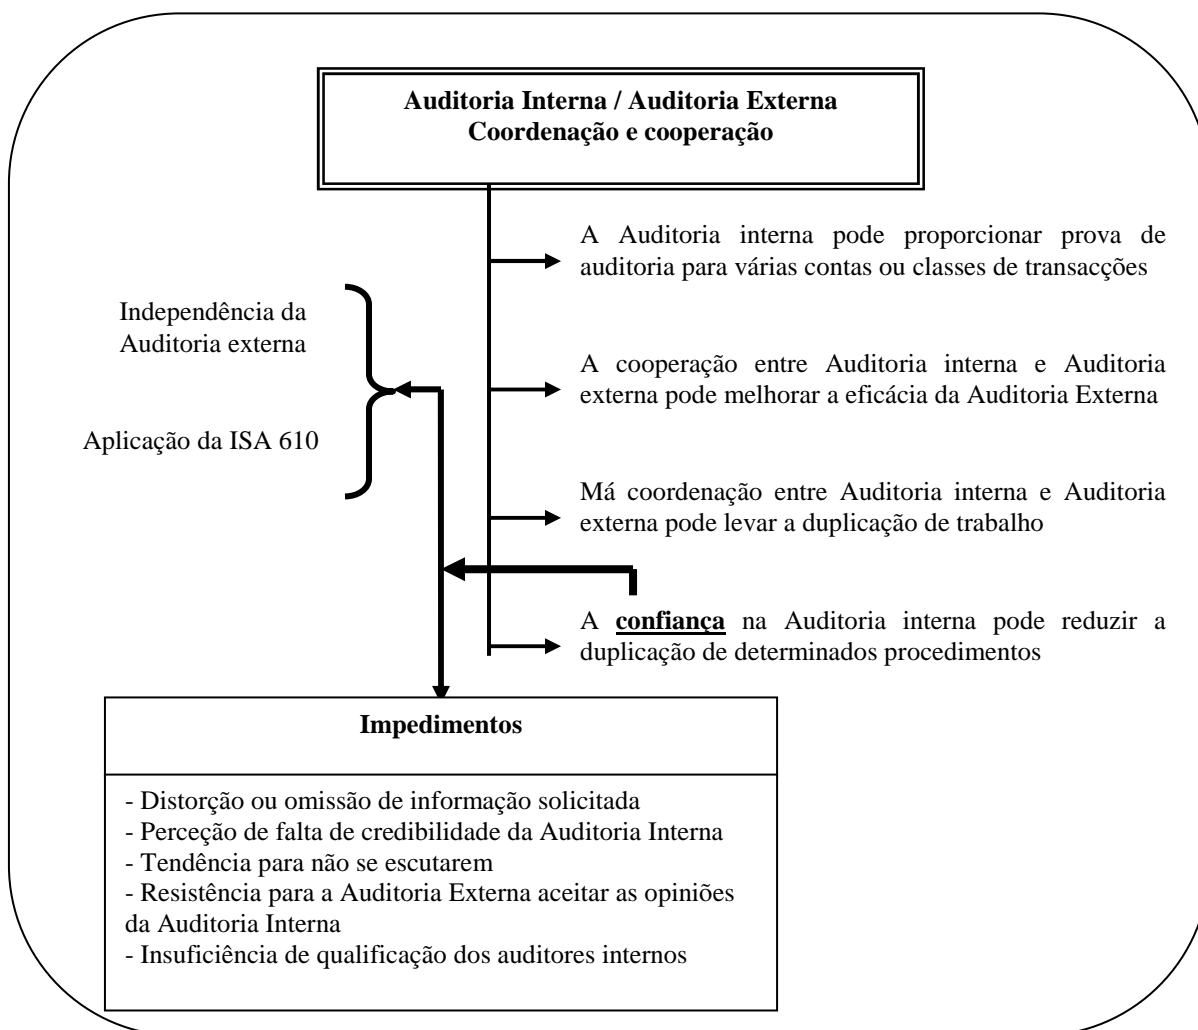 Auditoria Interna / Auditoria Externa
Coordenação e cooperação
A Auditoria interna pode proporcionar prova de
auditoria para várias contas ou classes de transacções
Independência da
Auditoria externa
A cooperação entre Auditoria interna e Auditoria
externa pode melhorar a eficácia da Auditoria Externa
Aplicação da ISA 610
Má coordenação entre Auditoria interna e Auditoria
externa pode levar a duplicação de trabalho
A confiança na Auditoria interna pode reduzir a
duplicação de determinados procedimentos
Impedimentos
- Distorção ou omissão de informação solicitada
- Perceção de falta de credibilidade da Auditoria Interna
- Tendência para não se escutarem
- Resistência para a Auditoria Externa aceitar as opiniões
da Auditoria Interna
- Insuficiência de qualificação dos auditores internos